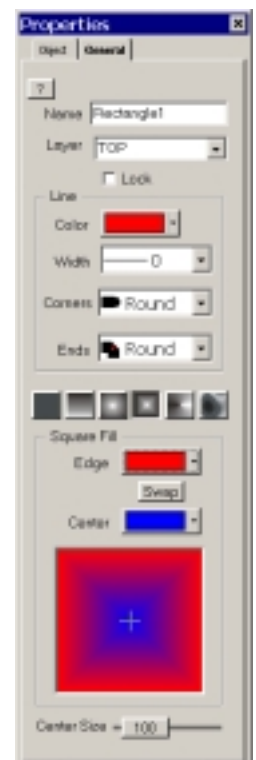 Properties
Object General
?
Name Rectangle1
Layer TOP
Lock
Line
Color
Width 0
Corners Round
Ends Round
Square Fill
Edge
Swap
Center
Center Size 100